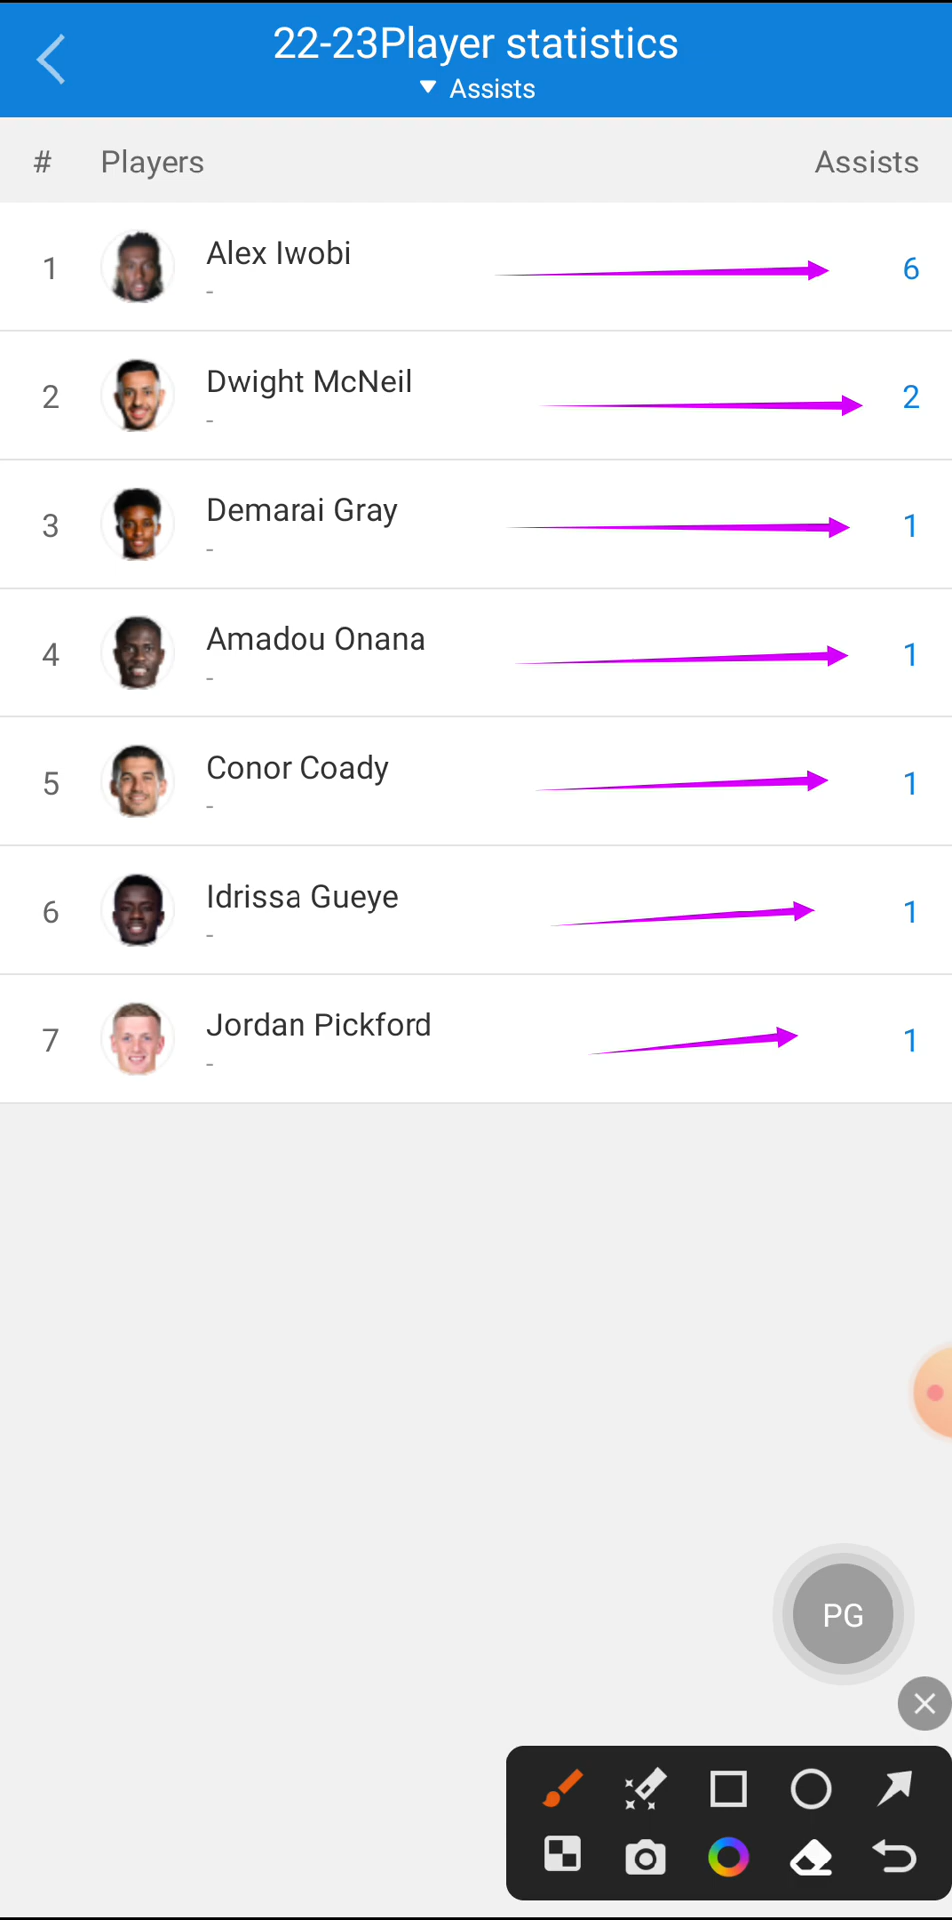 22-23Player statistics
▼ Assists
# Players Assists
1 Alex Iwobi 6
-
2 Dwight McNeil 2
-
3 Demarai Gray 1
-
4 Amadou Onana 1
-
5 Conor Coady 1
-
6 Idrissa Gueye 1
-
7 Jordan Pickford 1
-
PG